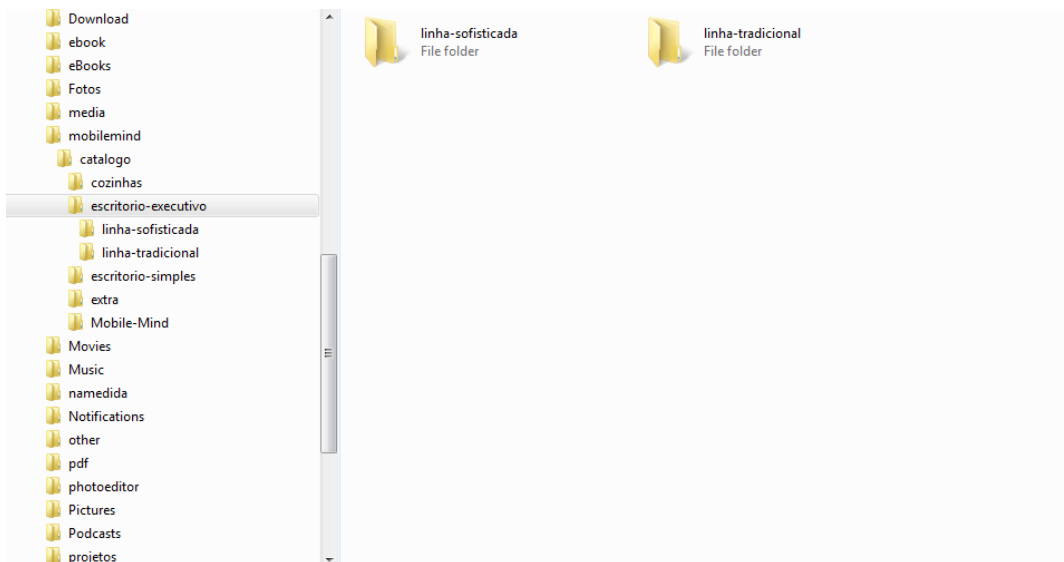 Download
ebook
eBooks
Fotos
media
mobilemind
catalogo
cozinhas
escritorio-executivo
linha-sofisticada
linha-tradicional
escritorio-simples
extra
Mobile-Mind
Movies
Music
namedida
Notifications
other
pdf
photoeditor
Pictures
Podcasts
projetos
linha-sofisticada
File folder
linha-tradicional
File folder